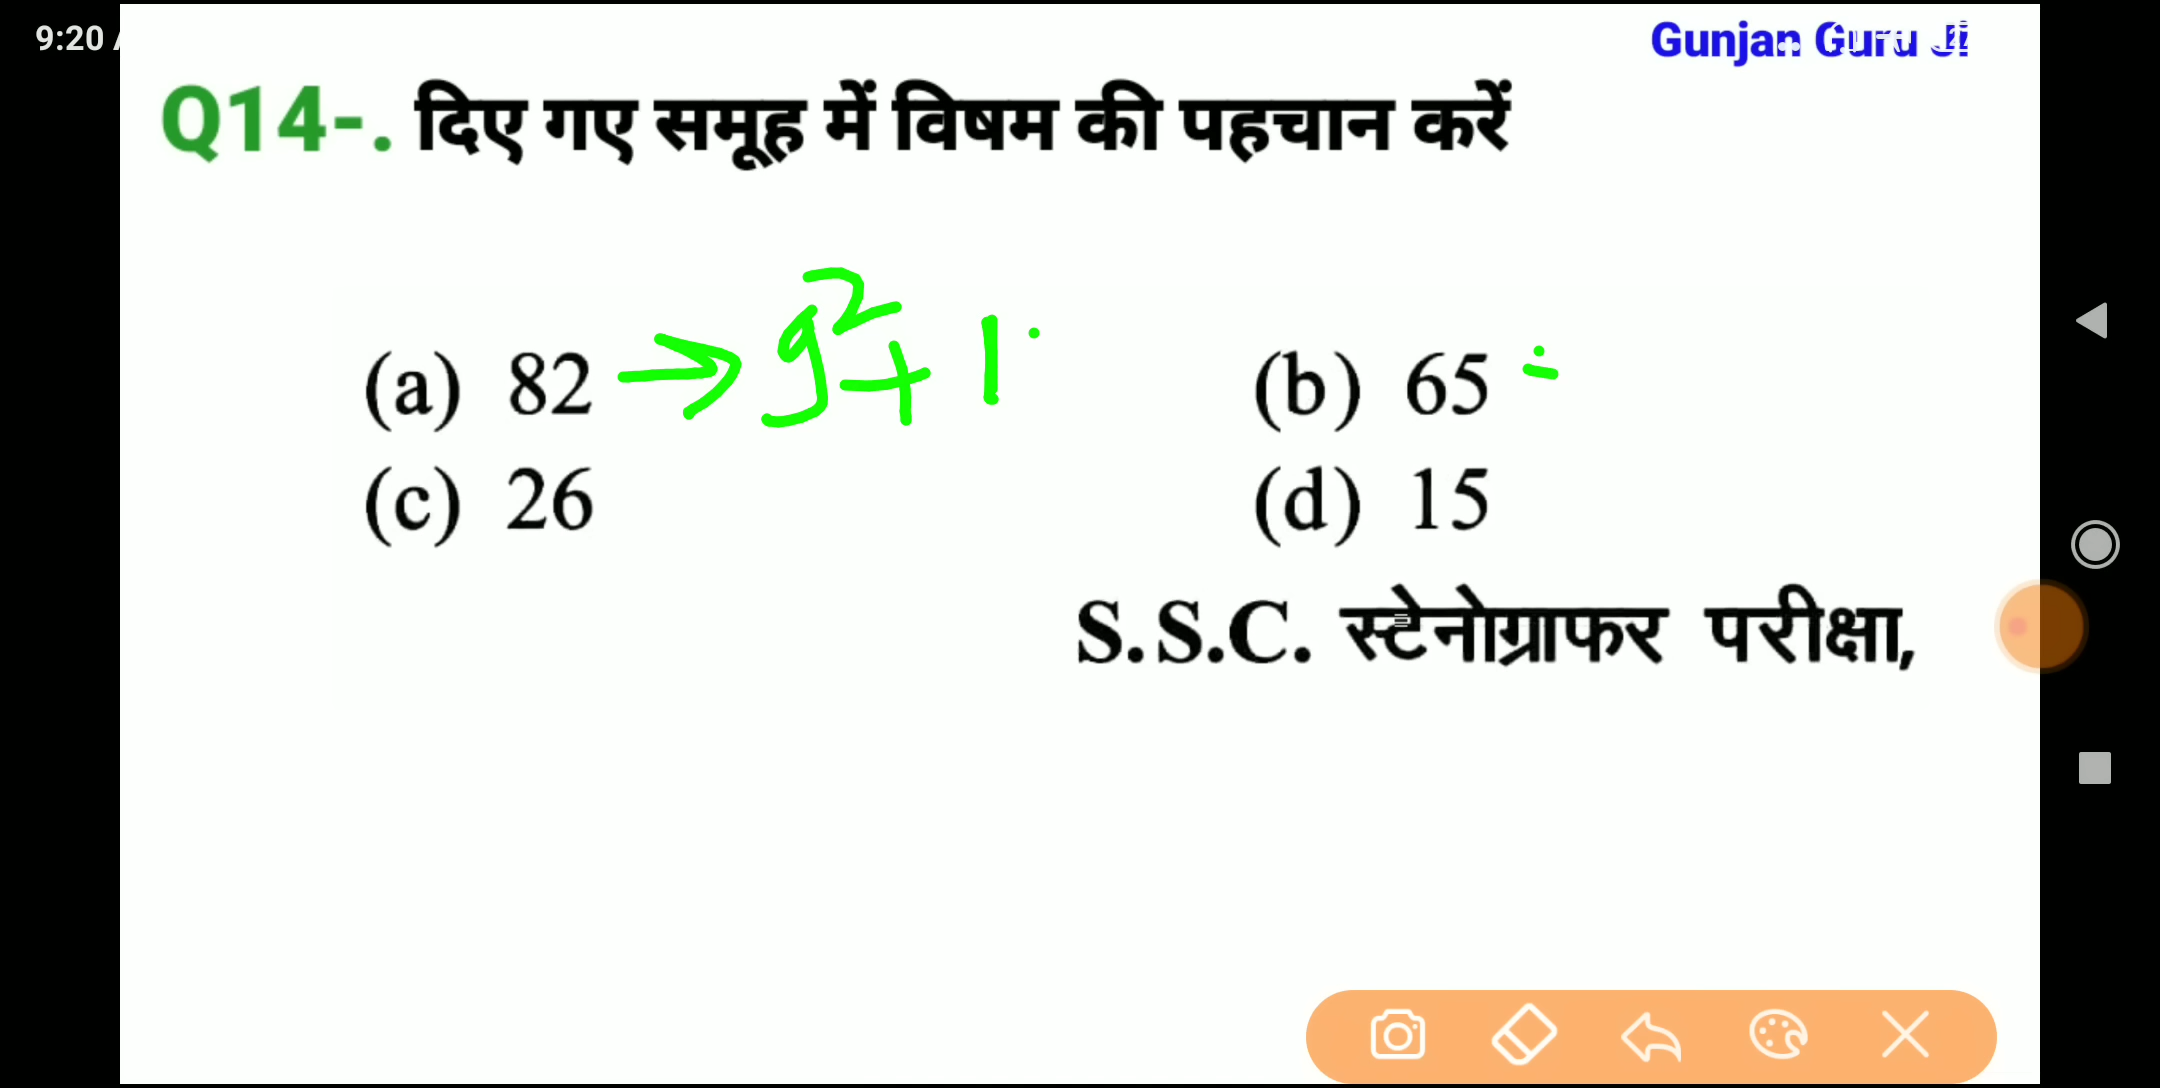 9:20
Gunjan Guru Ji
Q14-. दिए गए समूह में विषम की पहचान करें
(a) 82 → 9²+1
(b) 65
(c) 26
(d) 15
S.S.C. स्टेनोग्राफर परीक्षा,